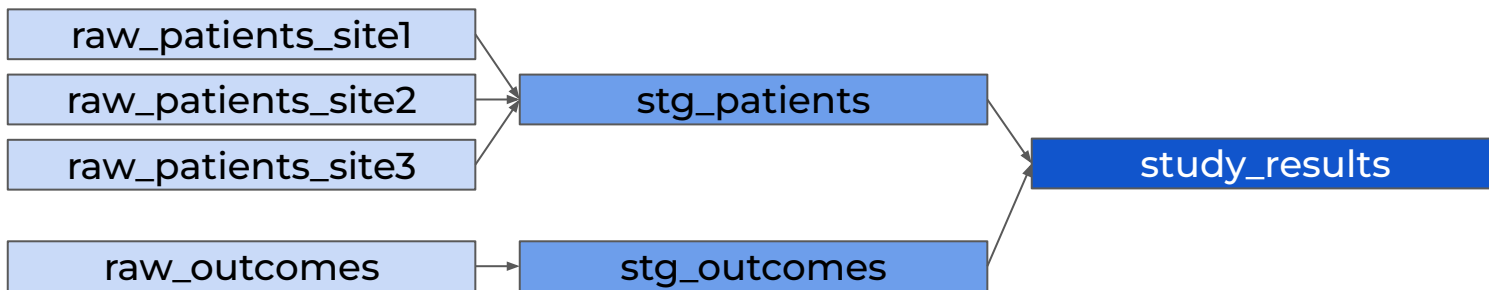 raw_patients_site1
raw_patients_site2
stg_patients
raw_patients_site3
study_results
raw_outcomes
stg_outcomes